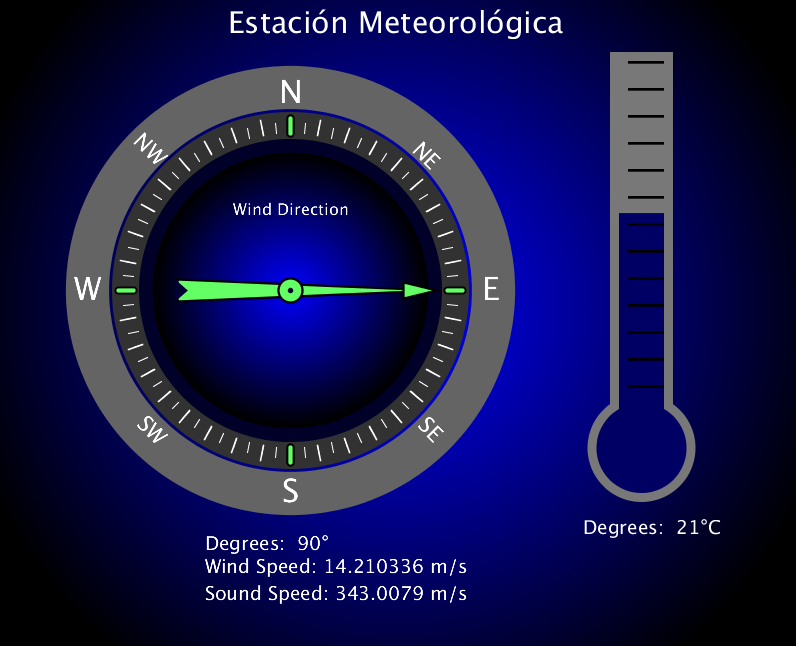 Estación Meteorológica
N
NW
NE
Wind Direction
W
E
SW
SE
S
Degrees: 90°
Wind Speed: 14.210336 m/s
Sound Speed: 343.0079 m/s
Degrees: 21°C